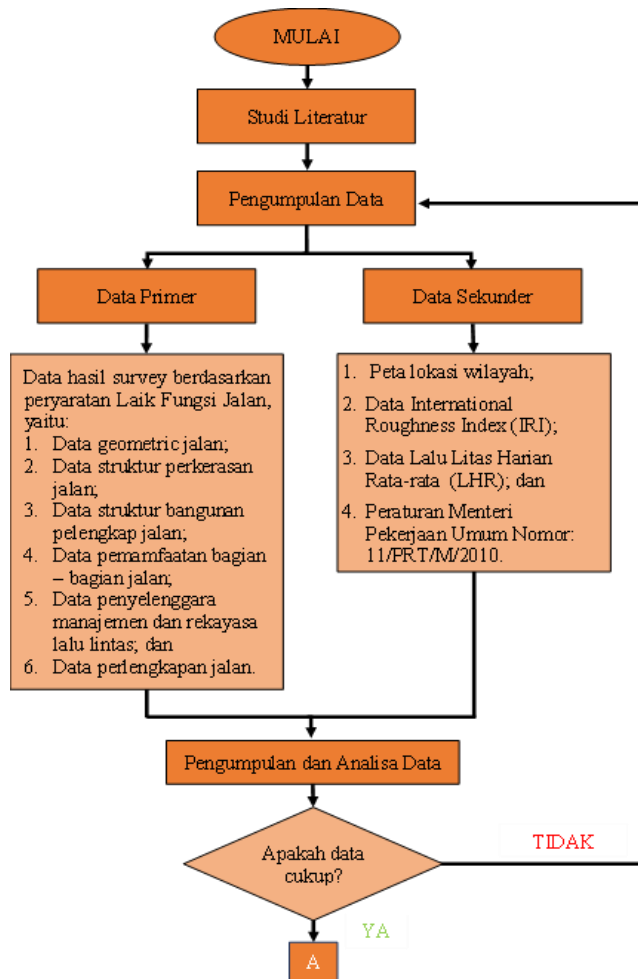 MULAI
Studi Literatur
Pengumpulan Data
Data Primer
Data Sekunder
Data hasil survey berdasarkan
peryaratan Laik Fungsi Jalan,
yaitu:
1. Data geometric jalan;
2. Data struktur perkerasan
jalan;
3. Data struktur bangunan
pelengkap jalan;
4. Data pemamfaatan bagian
– bagian jalan;
5. Data penyelenggara
manajemen dan rekayasa
lalu lintas; dan
6. Data perlengkapan jalan.
1. Peta lokasi wilayah;
2. Data International
Roughness Index (IRI);
3. Data Lalu Litas Harian
Rata-rata (LHR); dan
4. Peraturan Menteri
Pekerjaan Umum Nomor:
11/PRT/M/2010.
Pengumpulan dan Analisa Data
Apakah data
cukup?
TIDAK
YA
A